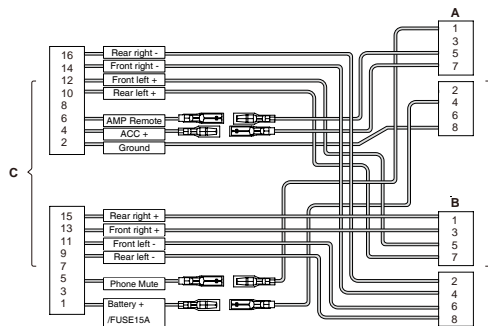 A
16 Rear right -
14 Front right -
12 Front left +
10 Rear left +
8
6 AMP Remote
4 ACC +
2 Ground
1
3
5
7
2
4
6
8
C
B
15 Rear right +
13 Front right +
11 Front left -
9 Rear left -
7
5 Phone Mute
3
1 Battery +
/FUSE15A
1
3
5
7
2
4
6
8